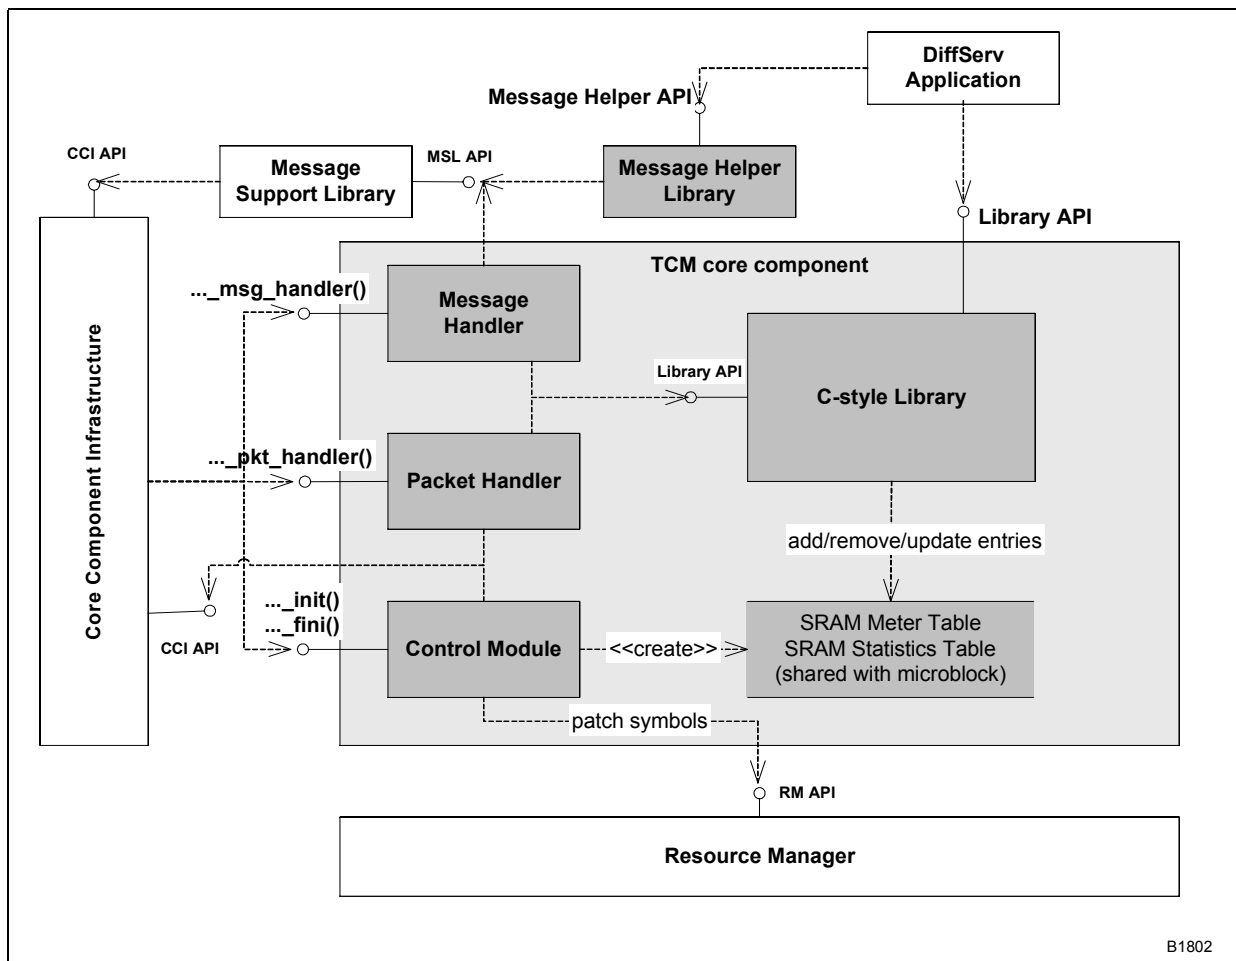 DiffServ
Application
Message Helper API
CCI API
Message
Support Library
MSL API
Message Helper
Library
Library API
TCM core component
..._msg_handler()
Message
Handler
Core Component Infrastructure
Library API
C-style Library
..._pkt_handler()
Packet Handler
add/remove/update entries
..._init()
..._fini()
CCI API
Control Module
<<create>>
SRAM Meter Table
SRAM Statistics Table
(shared with microblock)
patch symbols
RM API
Resource Manager
B1802